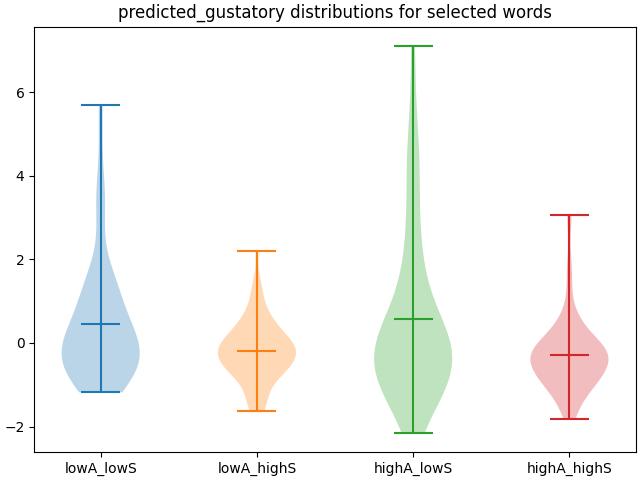 predicted_gustatory distributions for selected words
6
4
2
0
−2
lowA_lowS lowA_highS highA_lowS highA_highS